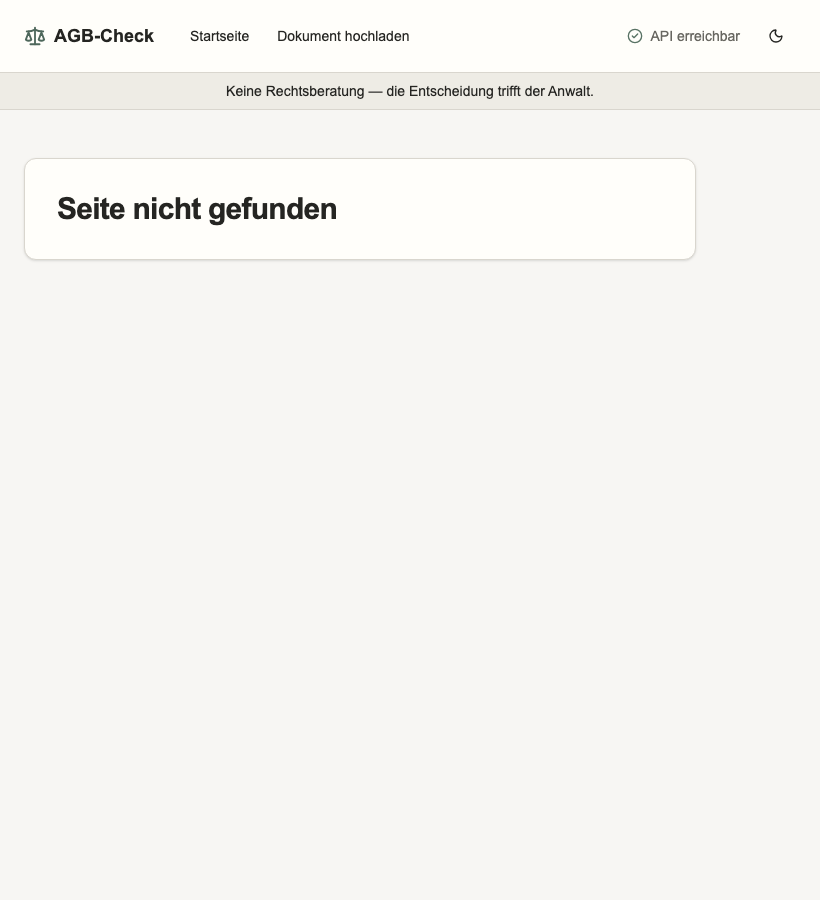 AGB-Check
Startseite
Dokument hochladen
API erreichbar
Keine Rechtsberatung — die Entscheidung trifft der Anwalt.
Seite nicht gefunden